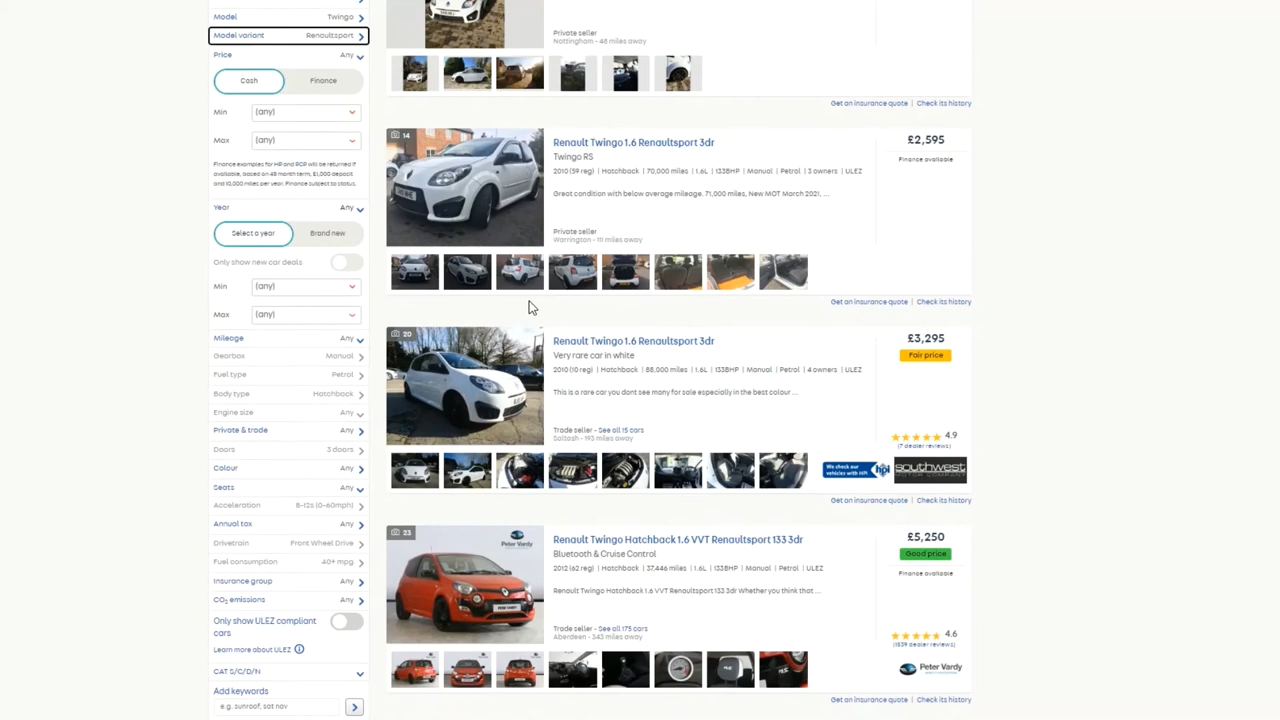 Model Twingo
Model variant Renaultsport
Price Any
Cash Finance
Min (any)
Max (any)
Finance examples for HP and PCP will be returned if
available, based on 48 month term, £1,000 deposit
and 10,000 miles per year. Finance subject to status.
Year Any
Select a year Brand new
Only show new car deals
Min (any)
Max (any)
Mileage Any
Gearbox Manual
Fuel type Petrol
Body type Hatchback
Engine size Any
Private & trade Any
Doors 3 doors
Colour Any
Seats Any
Acceleration 8-12s (0-60mph)
Annual tax Any
Drivetrain Front Wheel Drive
Fuel consumption 40+ mpg
Insurance group Any
CO₂ emissions Any
Only show ULEZ compliant
cars
Learn more about ULEZ
CAT S/C/D/N
Add keywords
e.g. sunroof, sat nav
Private seller
Nottingham - 48 miles away
Get an insurance quote | Check its history
14
Renault Twingo 1.6 Renaultsport 3dr
Twingo RS
2010 (59 reg) | Hatchback | 70,000 miles | 1.6L | 133BHP | Manual | Petrol | 3 owners | ULEZ
Great condition with below average mileage. 71,000 miles, New MOT March 2021, ...
Private seller
Warrington - 111 miles away
£2,595
Finance available
Get an insurance quote | Check its history
20
Renault Twingo 1.6 Renaultsport 3dr
Very rare car in white
2010 (10 reg) | Hatchback | 88,000 miles | 1.6L | 133BHP | Manual | Petrol | 4 owners | ULEZ
This is a rare car you dont see many for sale especially in the best colour ...
Trade seller - See all 15 cars
Saltash - 193 miles away
£3,295
Fair price
4.9
(7 dealer reviews)
We check our
vehicles with HPI
hpi
southwest
Get an insurance quote | Check its history
23
Peter Vardy
Renault Twingo Hatchback 1.6 VVT Renaultsport 133 3dr
Bluetooth & Cruise Control
2012 (62 reg) | Hatchback | 37,446 miles | 1.6L | 133BHP | Manual | Petrol | ULEZ
Renault Twingo Hatchback 1.6 VVT Renaultsport 133 3dr Whether you think that ...
Trade seller - See all 175 cars
Aberdeen - 343 miles away
£5,250
Good price
Finance available
4.6
(1539 dealer reviews)
Peter Vardy
Get an insurance quote | Check its history